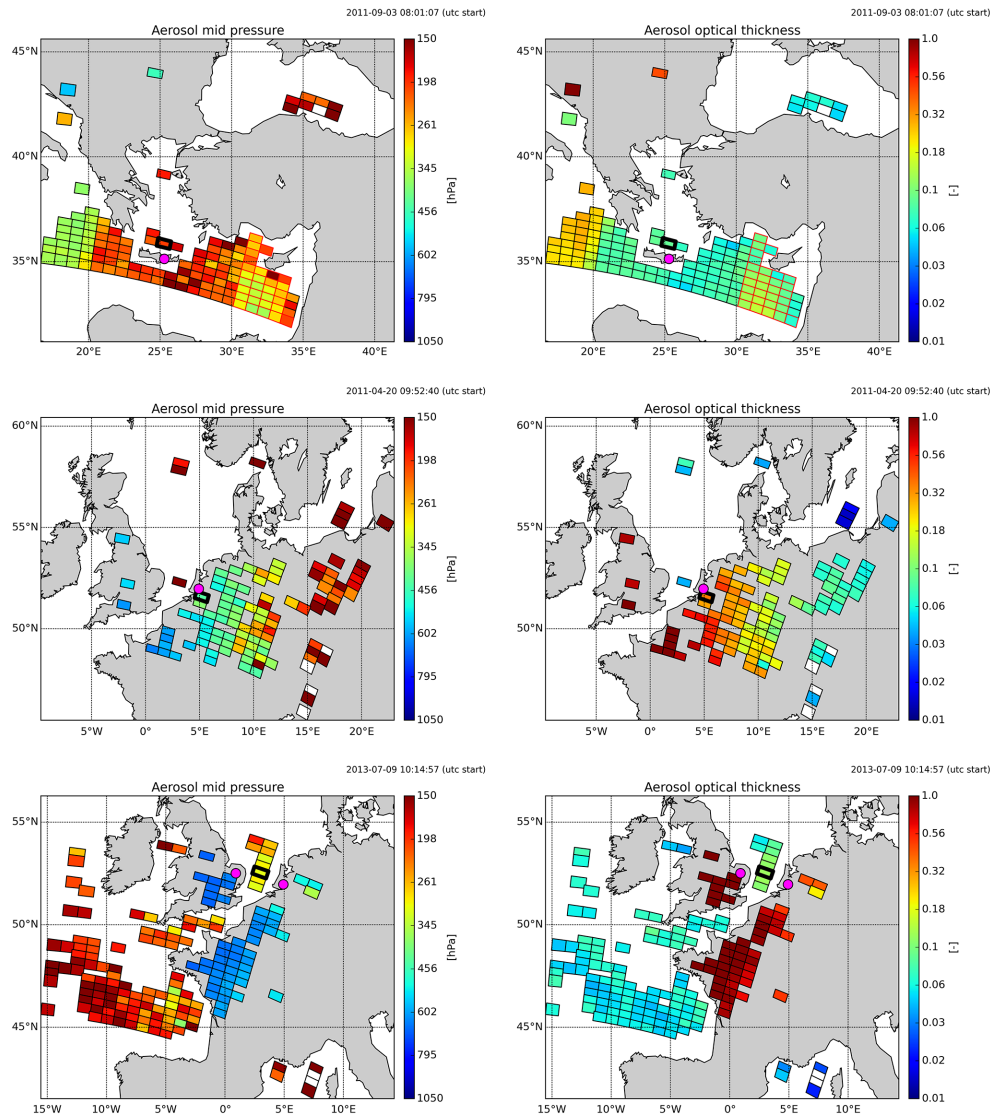 2011-09-03 08:01:07 (utc start)
Aerosol mid pressure
45°N
40°N
35°N
20°E 25°E 30°E 35°E 40°E
150
198
261
345
456
602
795
1050
[hPa]
2011-09-03 08:01:07 (utc start)
Aerosol optical thickness
45°N
40°N
35°N
20°E 25°E 30°E 35°E 40°E
1.0
0.56
0.32
0.18
0.1
0.06
0.03
0.02
0.01
[-]
2011-04-20 09:52:40 (utc start)
Aerosol mid pressure
60°N
55°N
50°N
5°W 0° 5°E 10°E 15°E 20°E
150
198
261
345
456
602
795
1050
[hPa]
2011-04-20 09:52:40 (utc start)
Aerosol optical thickness
60°N
55°N
50°N
5°W 0° 5°E 10°E 15°E 20°E
1.0
0.56
0.32
0.18
0.1
0.06
0.03
0.02
0.01
[-]
2013-07-09 10:14:57 (utc start)
Aerosol mid pressure
55°N
50°N
45°N
15°W 10°W 5°W 0° 5°E 10°E
150
198
261
345
456
602
795
1050
[hPa]
2013-07-09 10:14:57 (utc start)
Aerosol optical thickness
55°N
50°N
45°N
15°W 10°W 5°W 0° 5°E 10°E
1.0
0.56
0.32
0.18
0.1
0.06
0.03
0.02
0.01
[-]